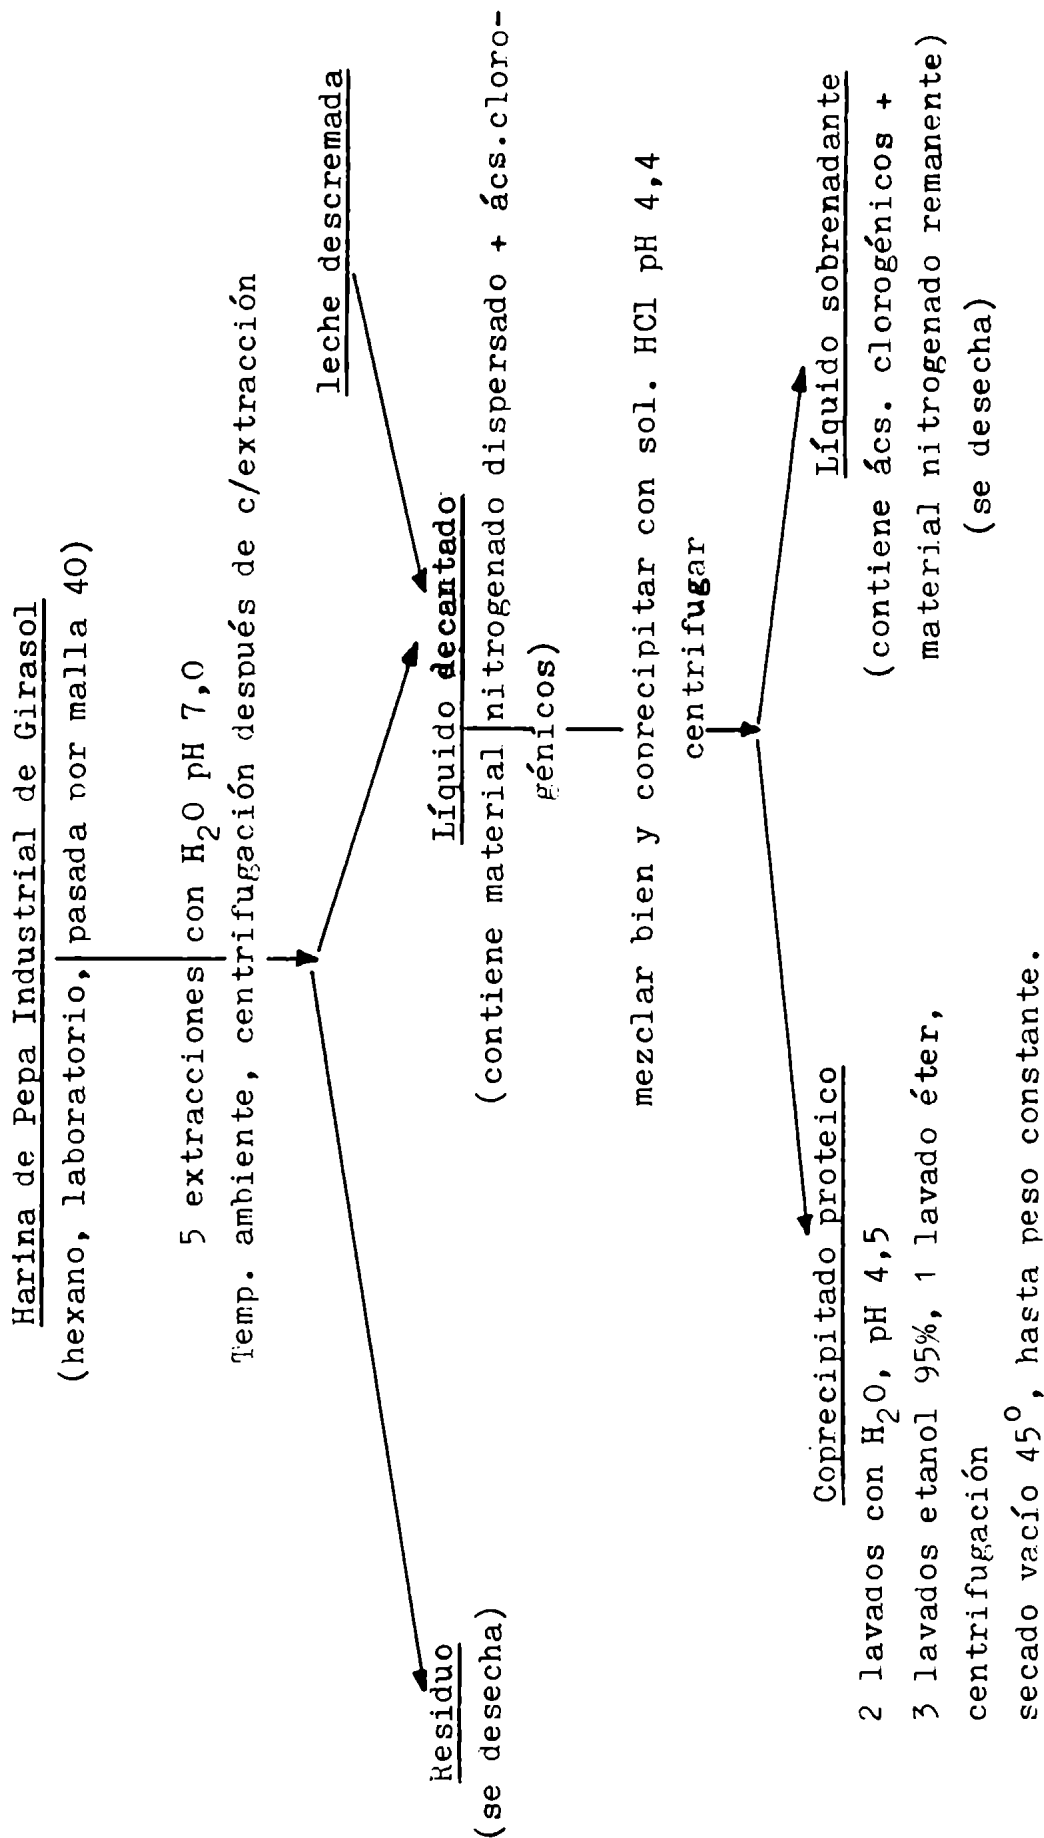 Harina de Pepa Industrial de Girasol
(hexano, laboratorio, pasada por malla 40)
5 extracciones con H₂O pH 7,0
Temp. ambiente, centrifugación después de c/extracción
leche descremada
Residuo
(se desecha)
Líquido decantado
(contiene material nitrogenado dispersado + ács.cloro-
génicos)
mezclar bien y coprecipitar con sol. HCl pH 4,4
centrifugar
Coprecipitado proteico
2 lavados con H₂O, pH 4,5
3 lavados etanol 95%, 1 lavado éter,
centrifugación
secado vacío 45º, hasta peso constante.
Líquido sobrenadante
(contiene ács. clorogénicos +
material nitrogenado remanente)
(se desecha)